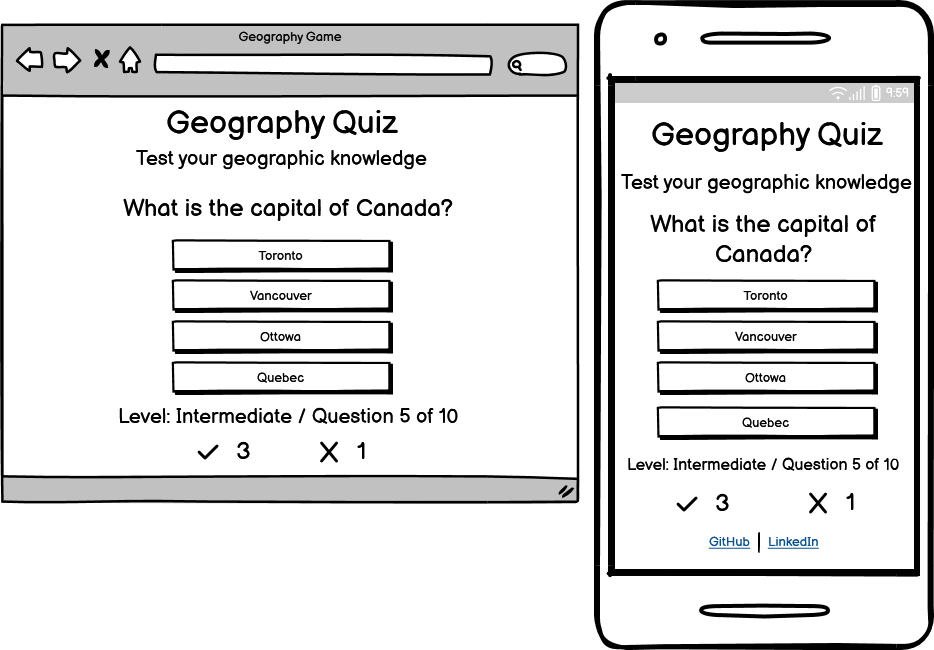 Geography Game
Geography Quiz
Test your geographic knowledge
What is the capital of Canada?
Toronto
Vancouver
Ottowa
Quebec
Level: Intermediate / Question 5 of 10
3 1
9:59
Geography Quiz
Test your geographic knowledge
What is the capital of
Canada?
Toronto
Vancouver
Ottowa
Quebec
Level: Intermediate / Question 5 of 10
3 1
GitHub | LinkedIn